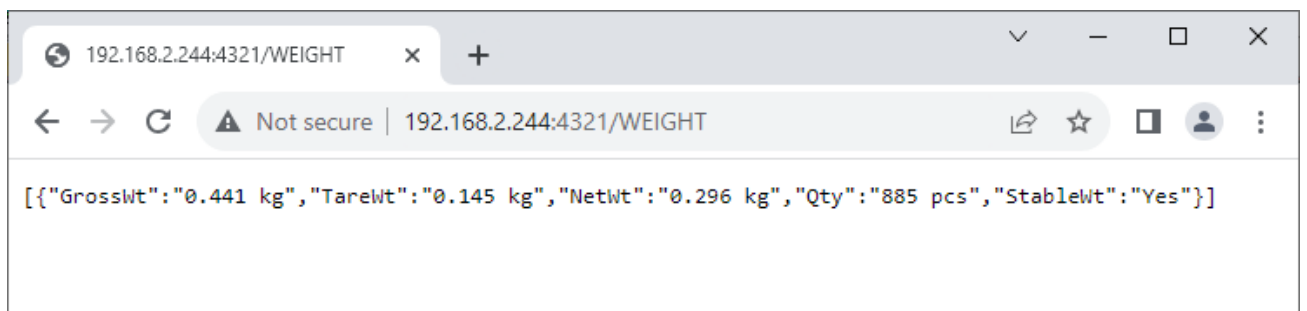 192.168.2.244:4321/WEIGHT
Not secure 192.168.2.244:4321/WEIGHT
[{"GrossWt":"0.441 kg","TareWt":"0.145 kg","NetWt":"0.296 kg","Qty":"885 pcs","StableWt":"Yes"}]